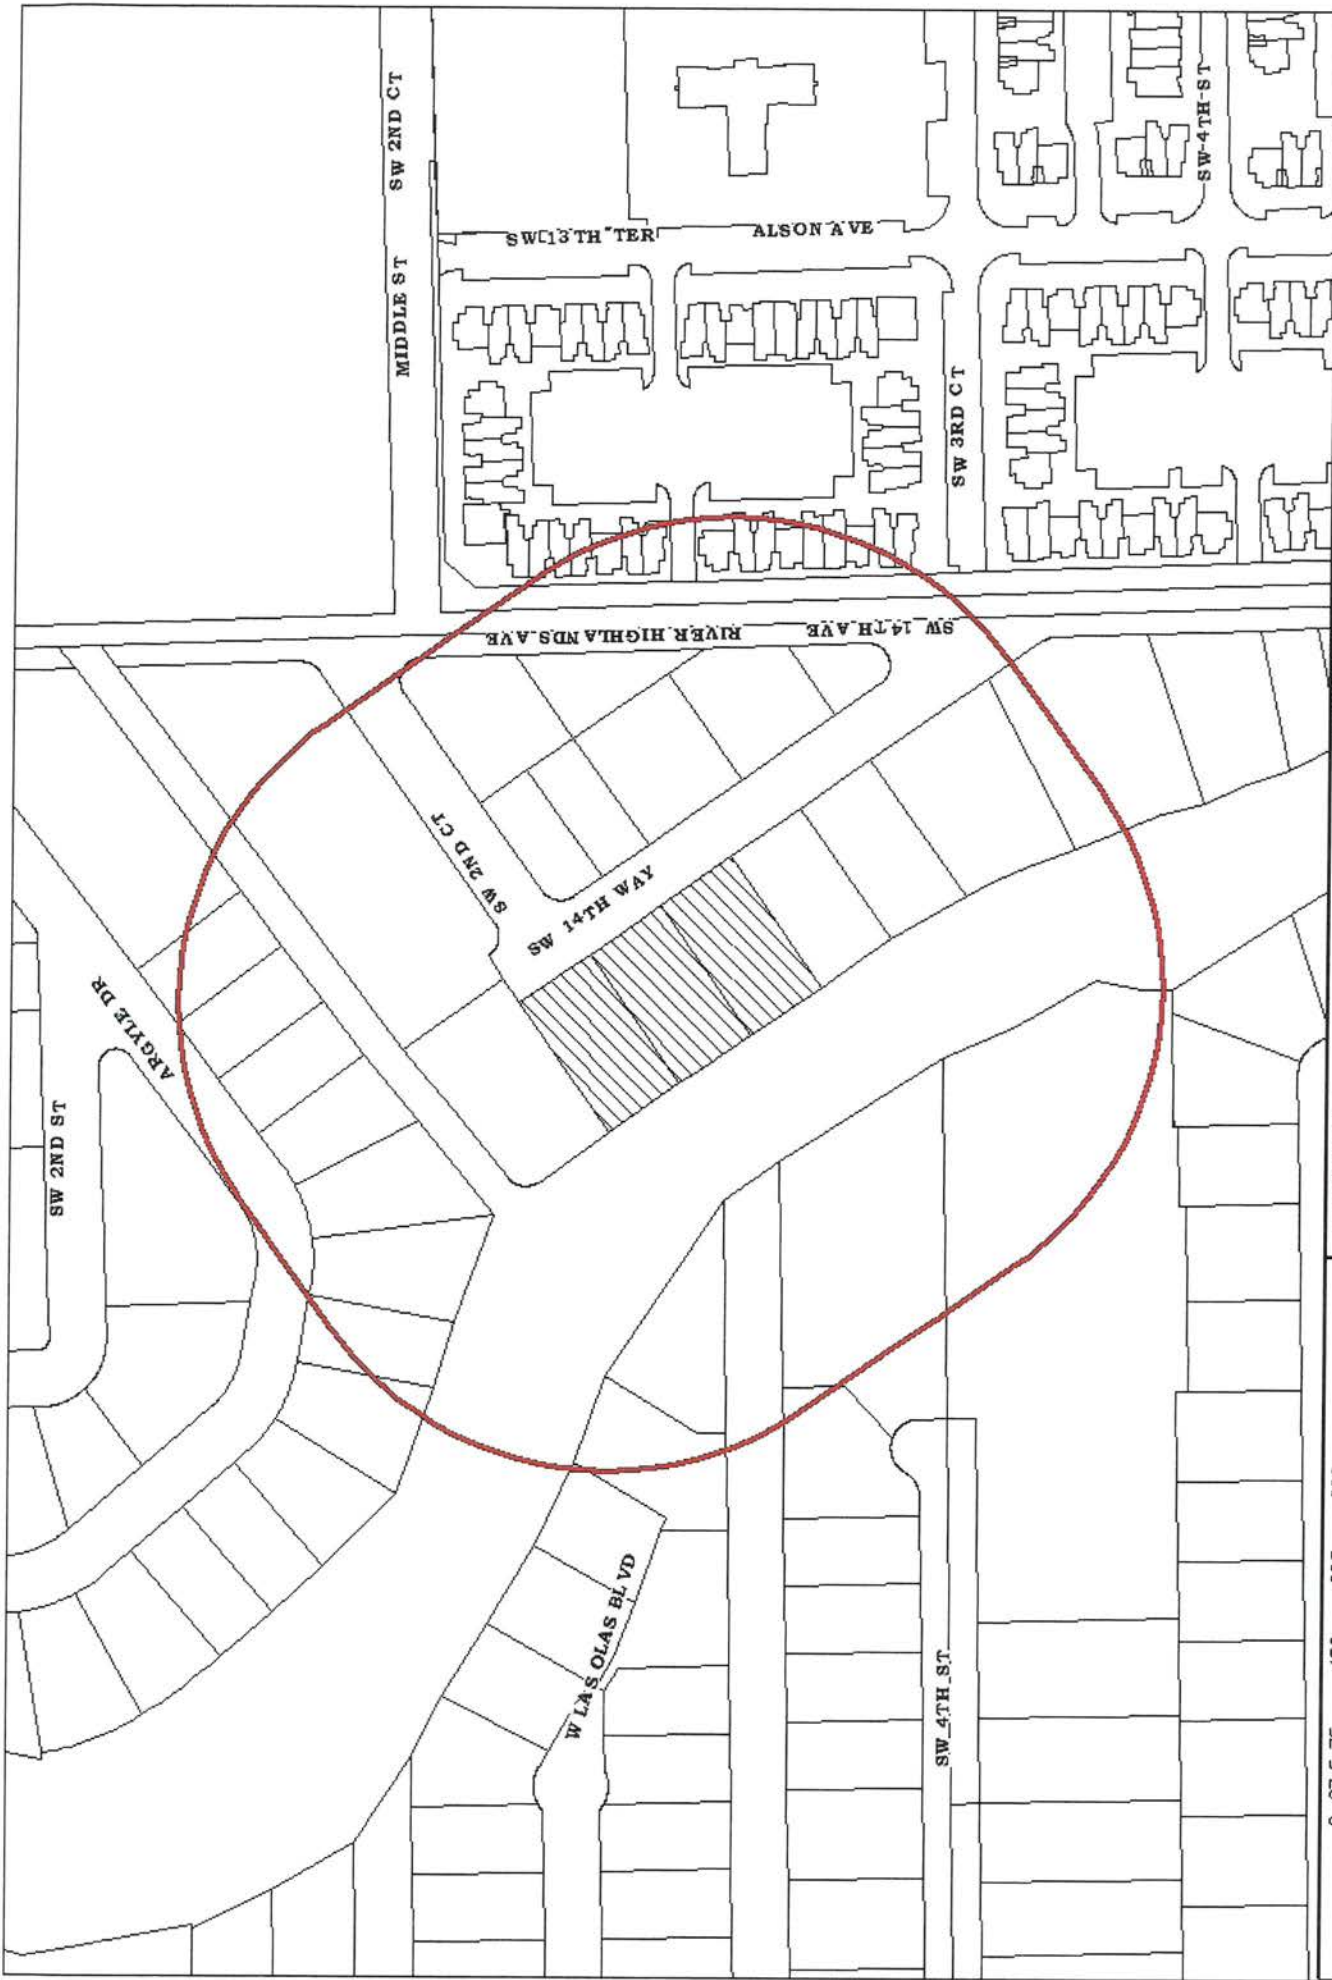 SW 2ND CT
SW-4TH-ST
SW 13TH TER
ALSON AVE
MIDDLE ST
SW 3RD CT
RIVER HIGHLANDS AVE
SW 14TH AVE
SW 2ND CT
SW 14TH WAY
ARGYLE DR
SW 2ND ST
W LAS OLAS BLVD
SW 4TH ST